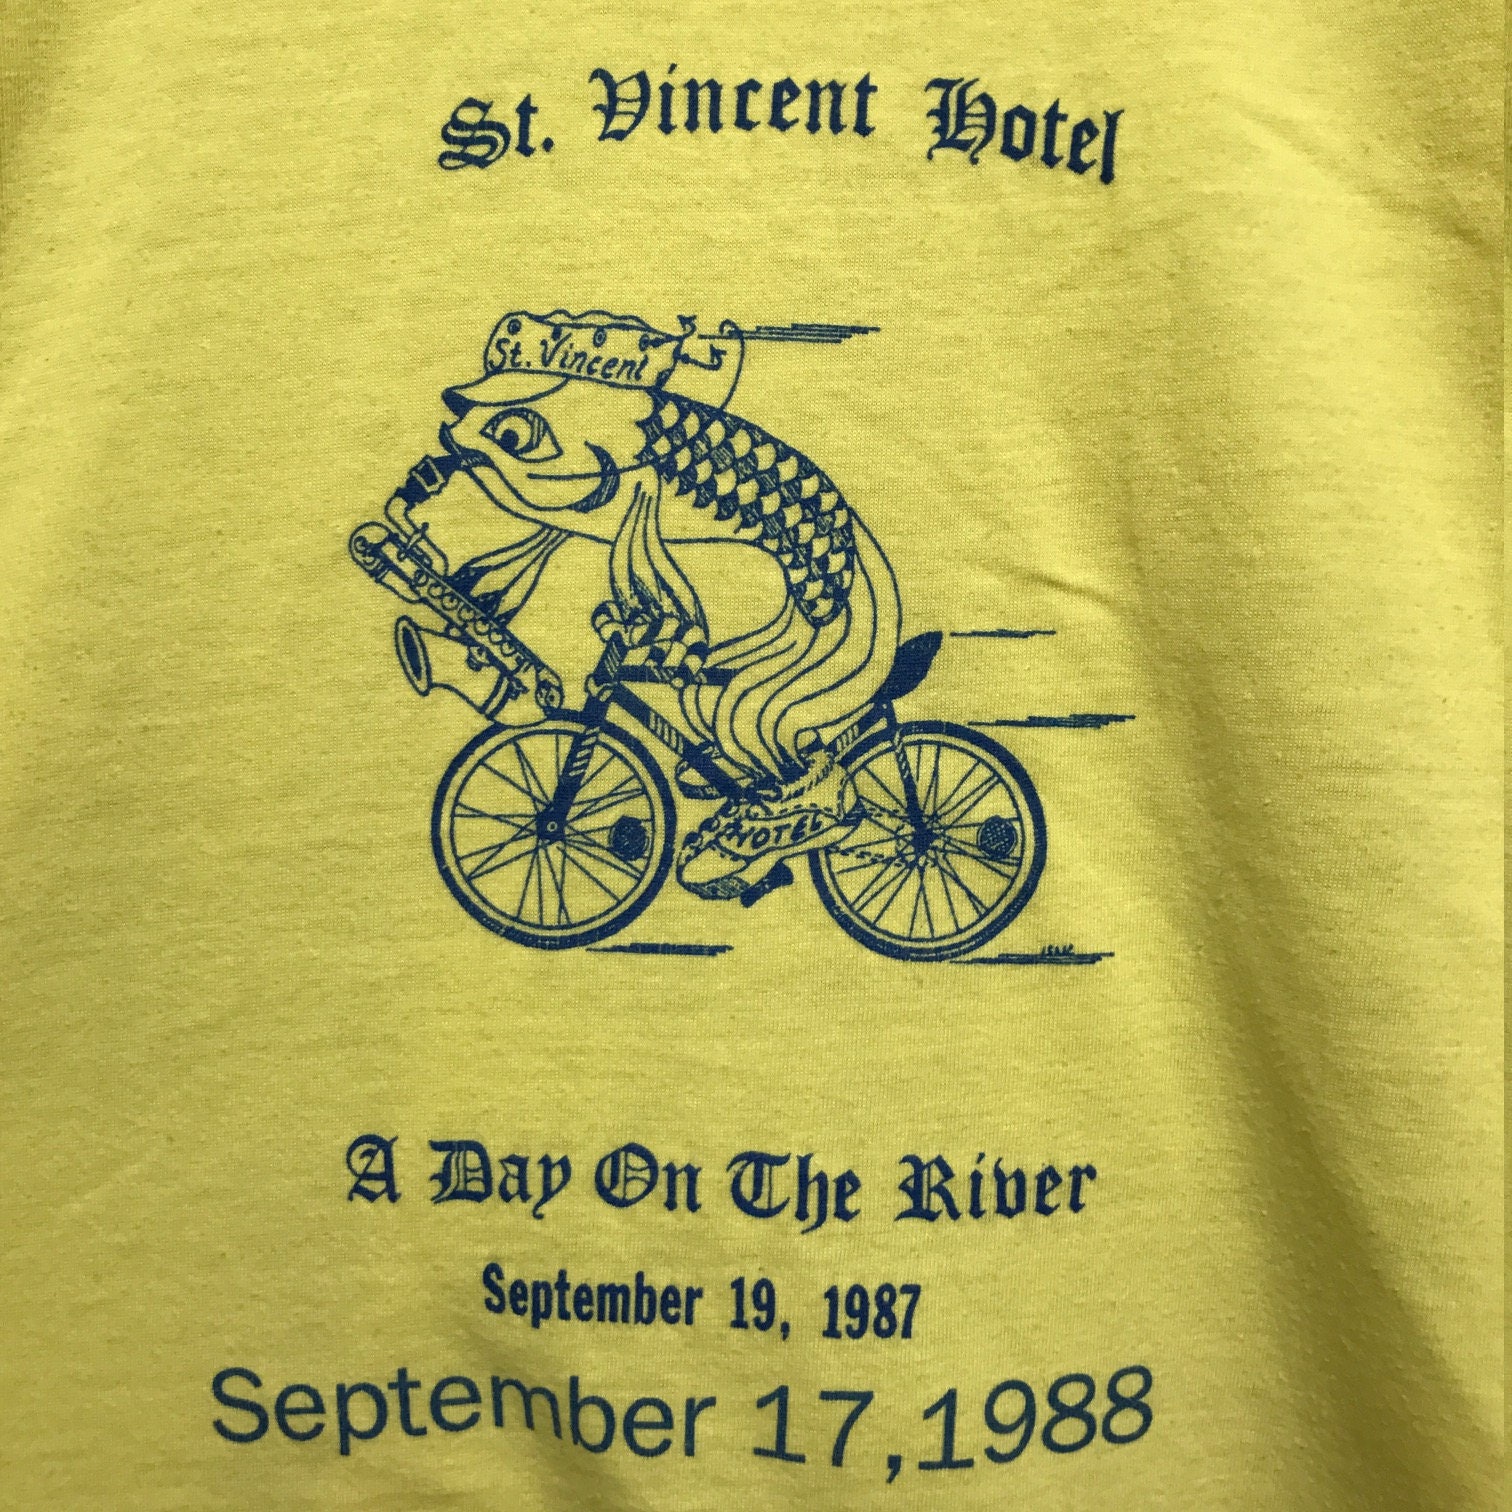 St. Vincent Hotel
St. Vincent
HOTEL
A Day On The River
September 19, 1987
September 17,1988